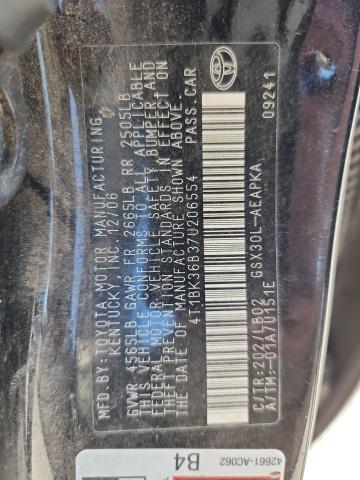 MFD. BY: TOYOTA MOTOR MANUFACTURING,
KENTUCKY, INC. 12/06
GVWR 4565LB GAWR FR 2665LB RR 2505LB
THIS VEHICLE CONFORMS TO ALL APPLICABLE
FEDERAL MOTOR VEHICLE SAFETY BUMPER AND
THEFT PREVENTION STANDARDS IN EFFECT ON
THE DATE OF MANUFACTURE SHOWN ABOVE.
4T1BK36B37U206554 PASS.CAR
C/TR:202/LB02
A/TM:-01A/U151E
GSX30L-AEAPKA
09241
42661-AC062
B4